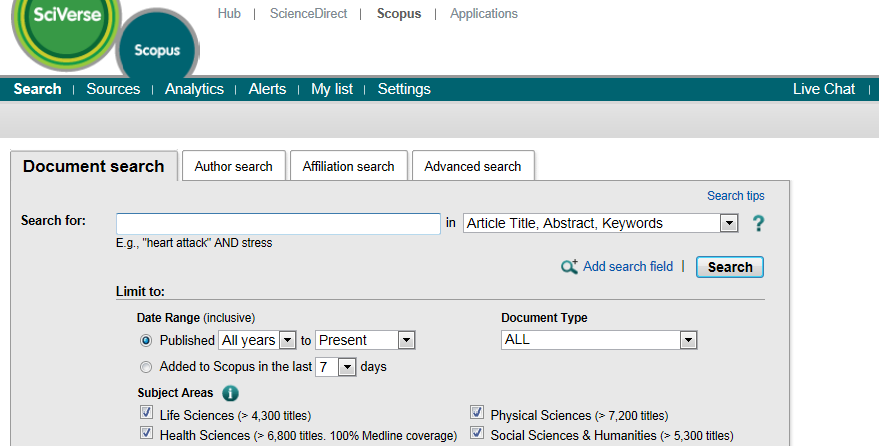 SciVerse
Hub | ScienceDirect | Scopus | Applications
Scopus
Search | Sources | Analytics | Alerts | My list | Settings Live Chat |
Document search Author search Affiliation search Advanced search
Search tips
Search for: in Article Title, Abstract, Keywords ?
E.g., "heart attack" AND stress
Add search field | Search
Limit to:
Date Range (inclusive) Document Type
Published All years to Present ALL
Added to Scopus in the last 7 days
Subject Areas i
Life Sciences (> 4,300 titles) Physical Sciences (> 7,200 titles)
Health Sciences (> 6,800 titles. 100% Medline coverage) Social Sciences & Humanities (> 5,300 titles)